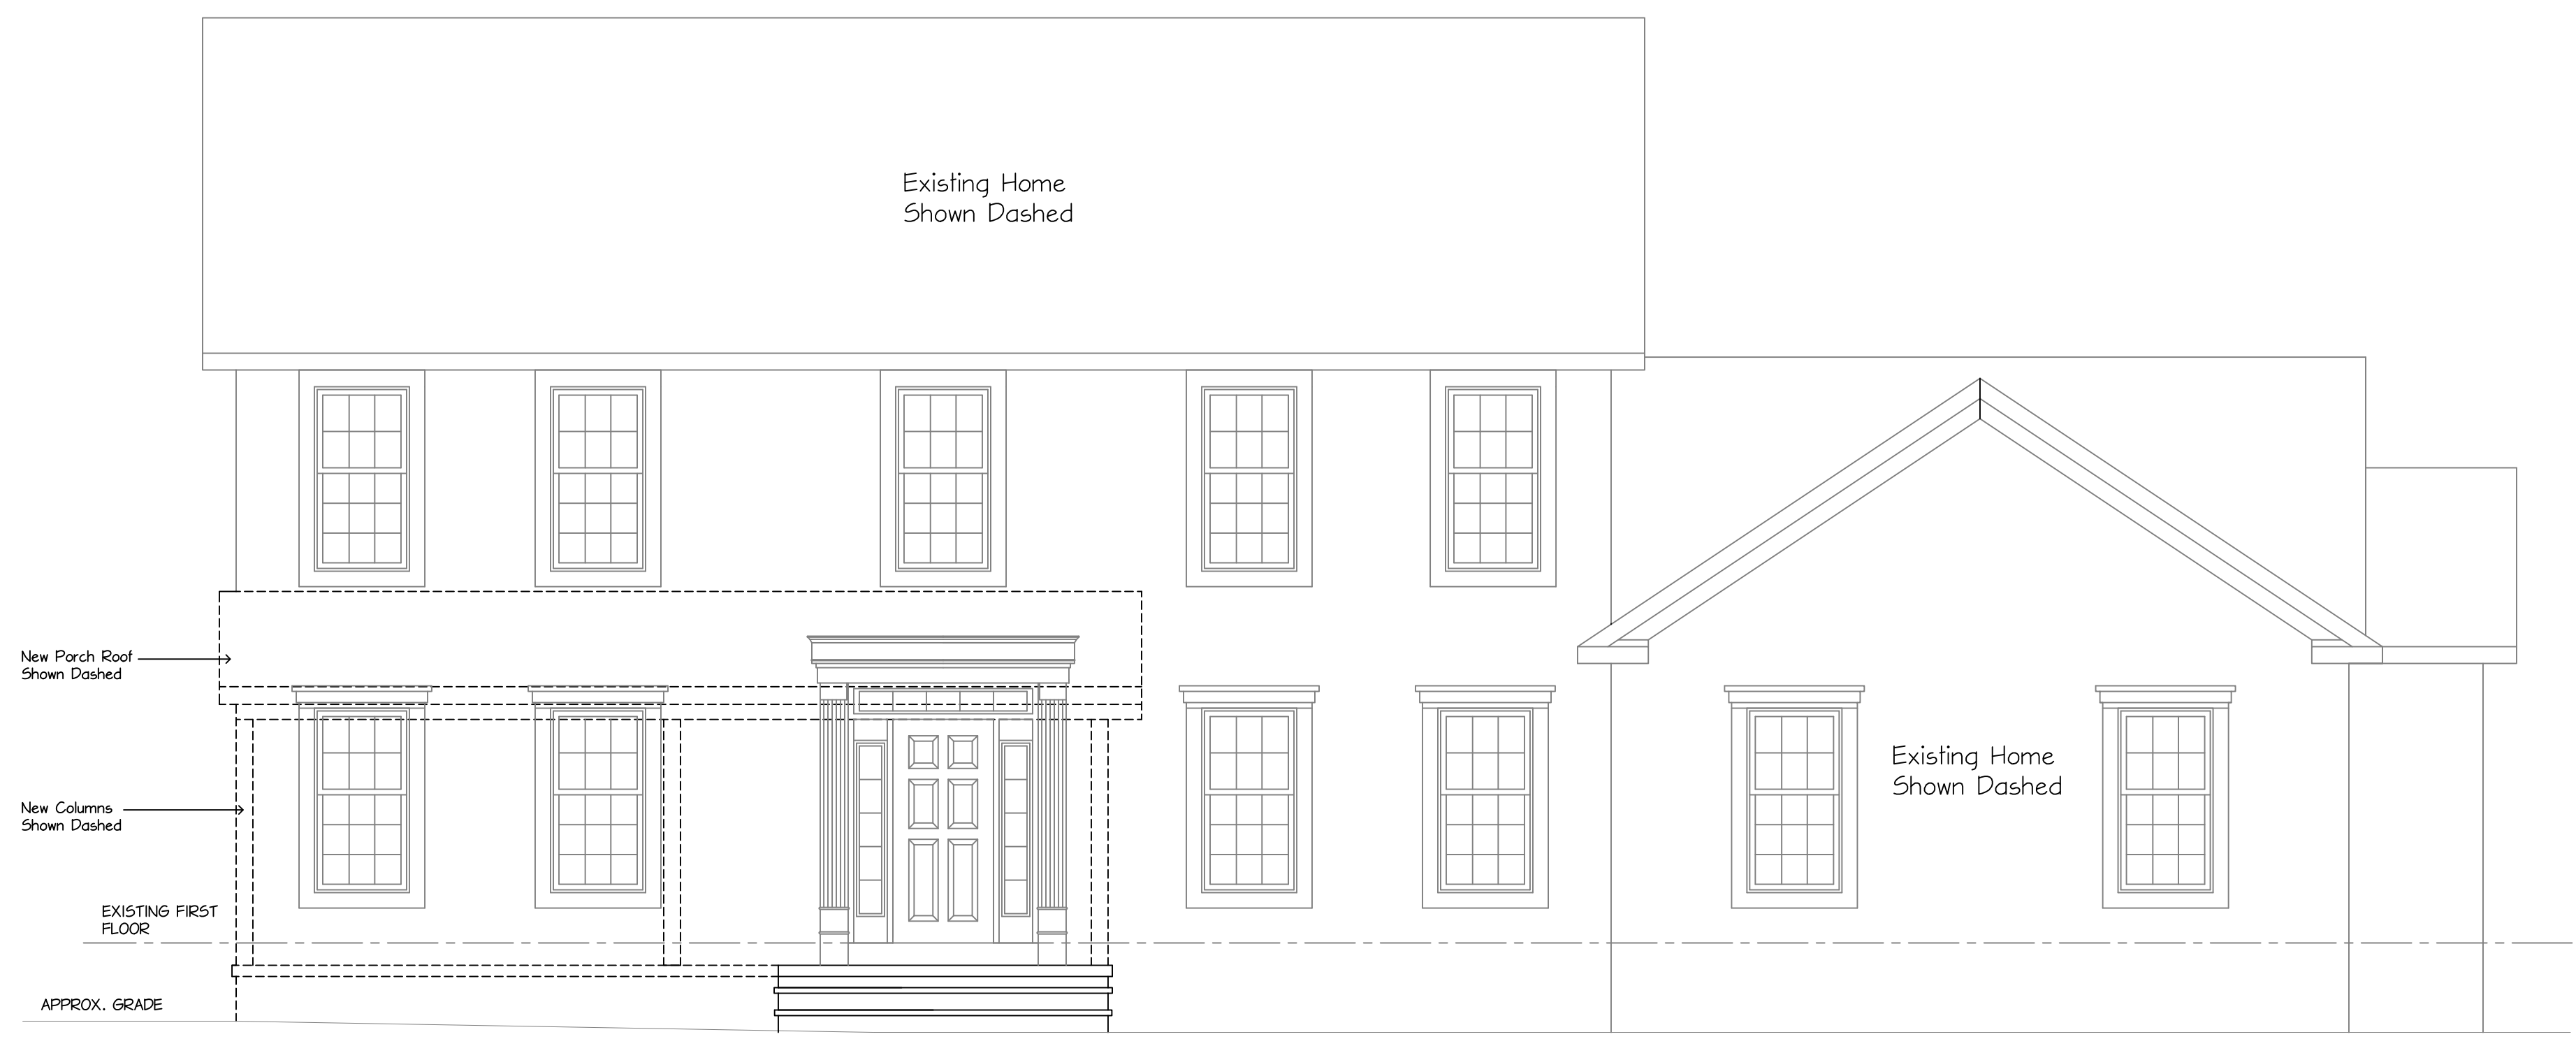 Existing Home
Shown Dashed
New Porch Roof
Shown Dashed
Existing Home
Shown Dashed
New Columns
Shown Dashed
EXISTING FIRST
FLOOR
APPROX. GRADE